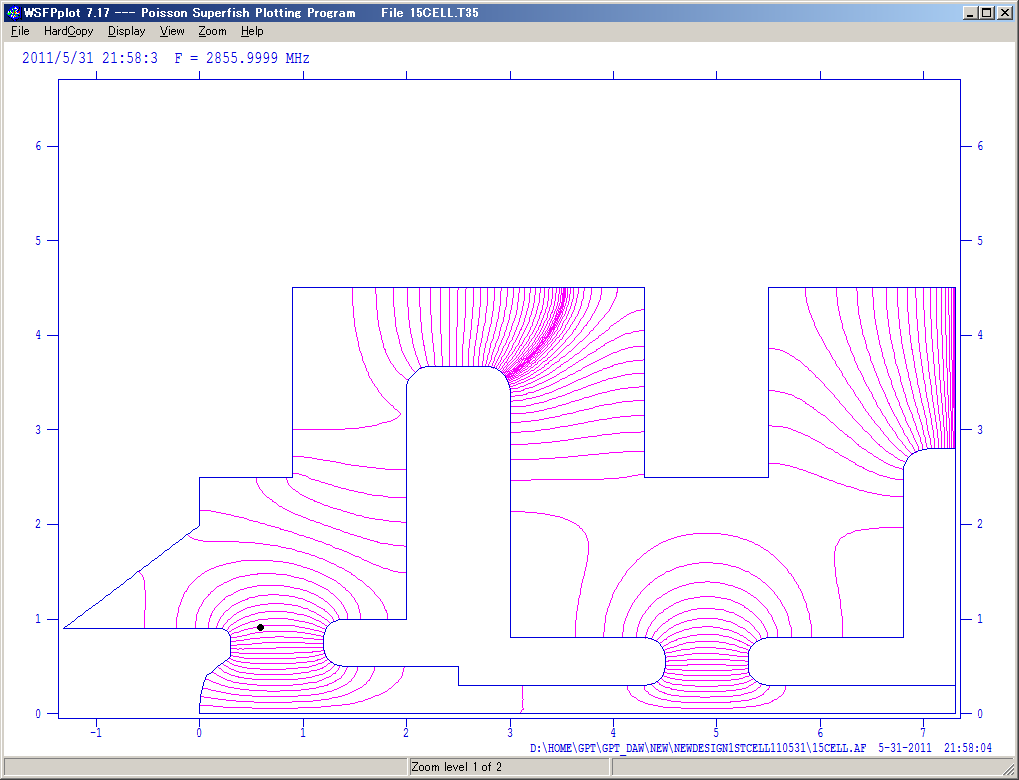 WSFPplot 7.17 --- Poisson Superfish Plotting Program File 15CELL.T35
File HardCopy Display View Zoom Help
2011/5/31 21:58:3 F = 2855.9999 MHz
6 6
5 5
4 4
3 3
2 2
1 1
0 0
-1 0 1 2 3 4 5 6 7
D:\HOME\GPT\GPT_DAW\NEW\NEWDESIGN1STCELL110531\15CELL.AF 5-31-2011 21:58:04
Zoom level 1 of 2